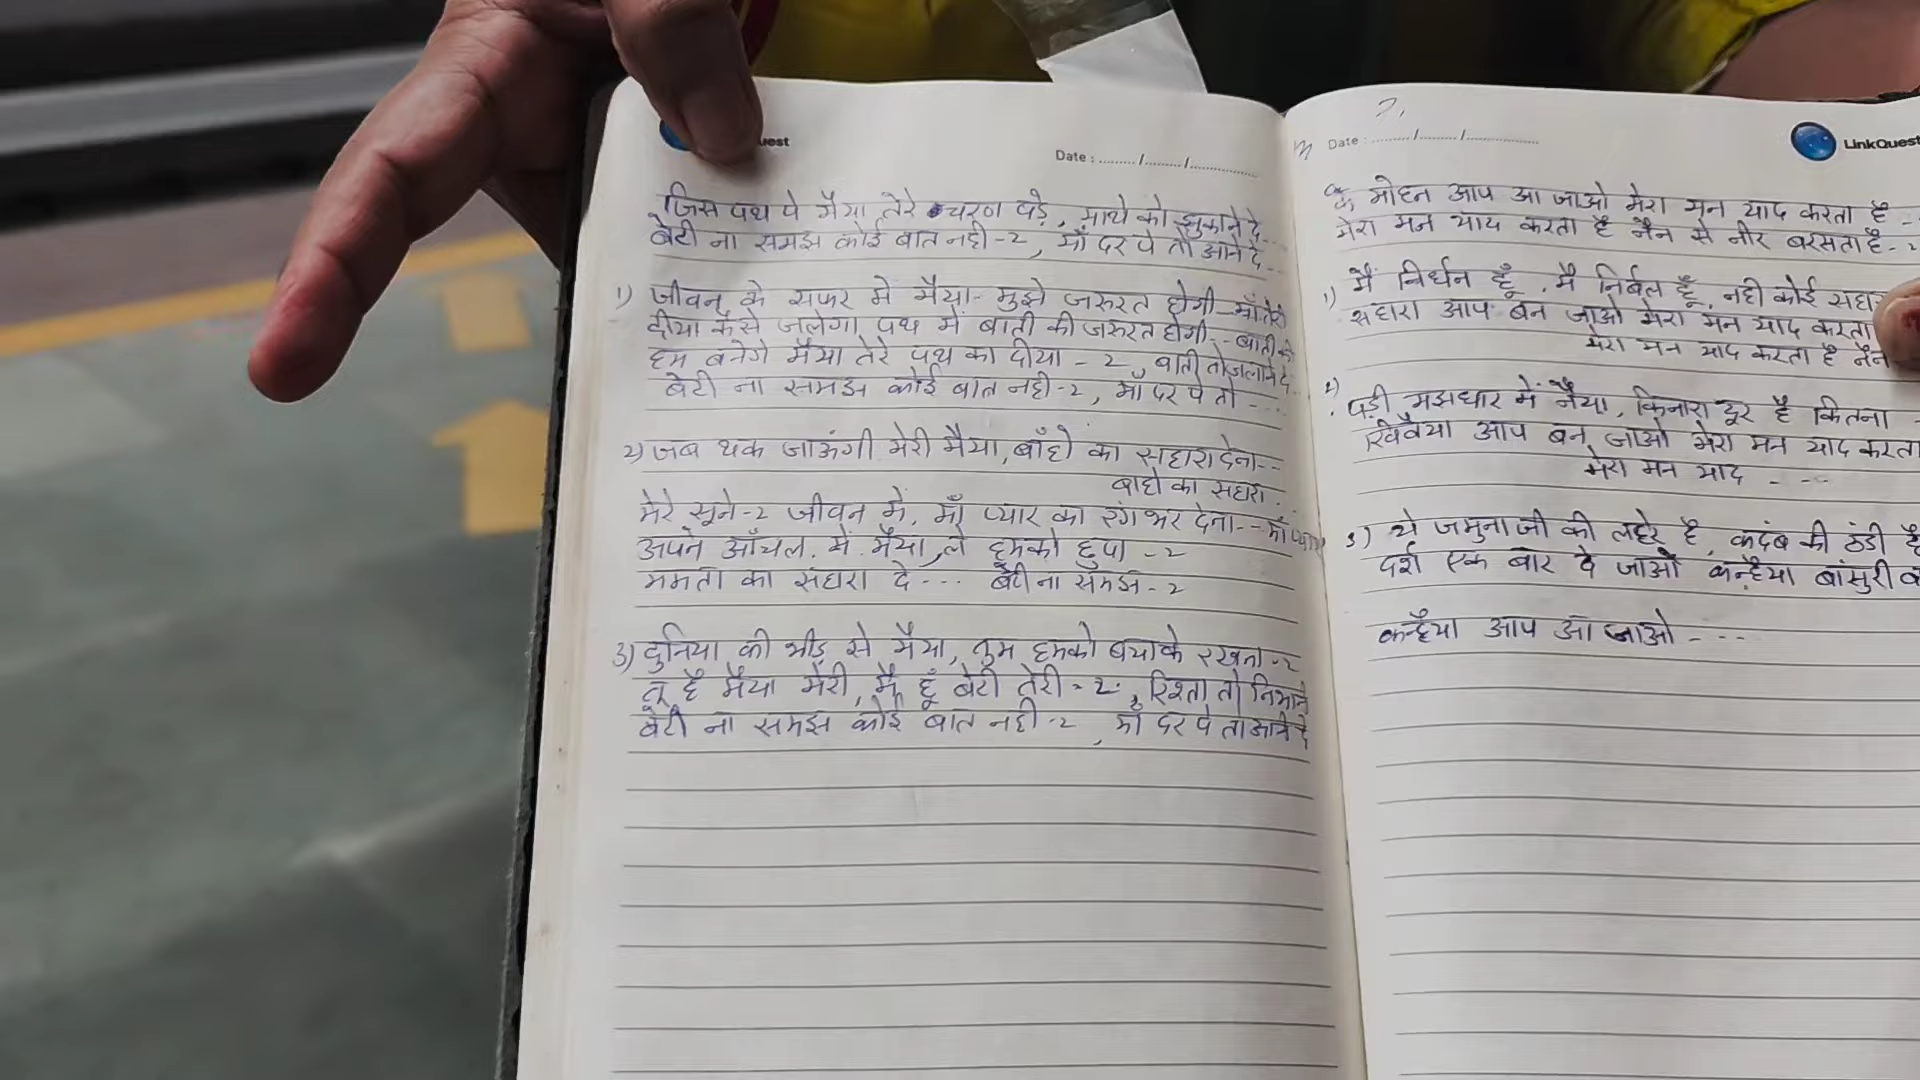 uest
Date : ......../......../..............
जिस पथ पे मैया तेरे चरण पड़े, माथे को झुकाने दे..
बेटी ना समझ कोई बात नही-2, माँ दर पे तो आने दे..
1) जीवन के सफर में मैया- मुझे जरुरत होगी--माँ तेरी
दीया कैसे जलेगा पथ में बाती की जरुरत होगी--बाती की
हम बनेगे मैया तेरे पथ का दीया - 2, बाती तो जलाने दे..
बेटी ना समझ कोई बात नही-2, माँ दर पे तो ----
2) जब थक जाऊंगी मेरी मैया, बाँहो का सहारा देना--
बाहो का सहारा..
मेरे सूने-2 जीवन में, माँ प्यार का रंग भर देना--माँ प्यार
अपने आँचल में मैया, ले हमको छुपा -2
ममता का सहारा दे --- बेटी ना समझ-2
3) दुनिया की भीड़ से मैया, तुम हमको बचाके रखना-2
तू है मैया मेरी, मैं हूँ बेटी तेरी-2, रिश्ता तो निभाने
बेटी ना समझ कोई बात नही-2, माँ दर पे तो आने दे
Date : ......../......../..............
LinkQuest
मोहन आप आ जाओ मेरा मन याद करता है -
मेरा मन याद करता है नैन से नीर बरसता है-2
1) मैं निर्धन हूँ, मै निर्बल हूँ, नही कोई सहा
सहारा आप बन जाओ मेरा मन याद करता
मेरा मन याद करता है नैन
2) पड़ी मझधार में नैया, किनारा दूर है कितना -
खिवैया आप बन जाओ मेरा मन याद करता
मेरा मन याद - ---
3) ये जमुना जी की लहरे है, कदंब की ठंडी है
दर्श एक बार दे जाओ कन्हैया बांसुरी
कन्हैया आप आ जाओ - ---